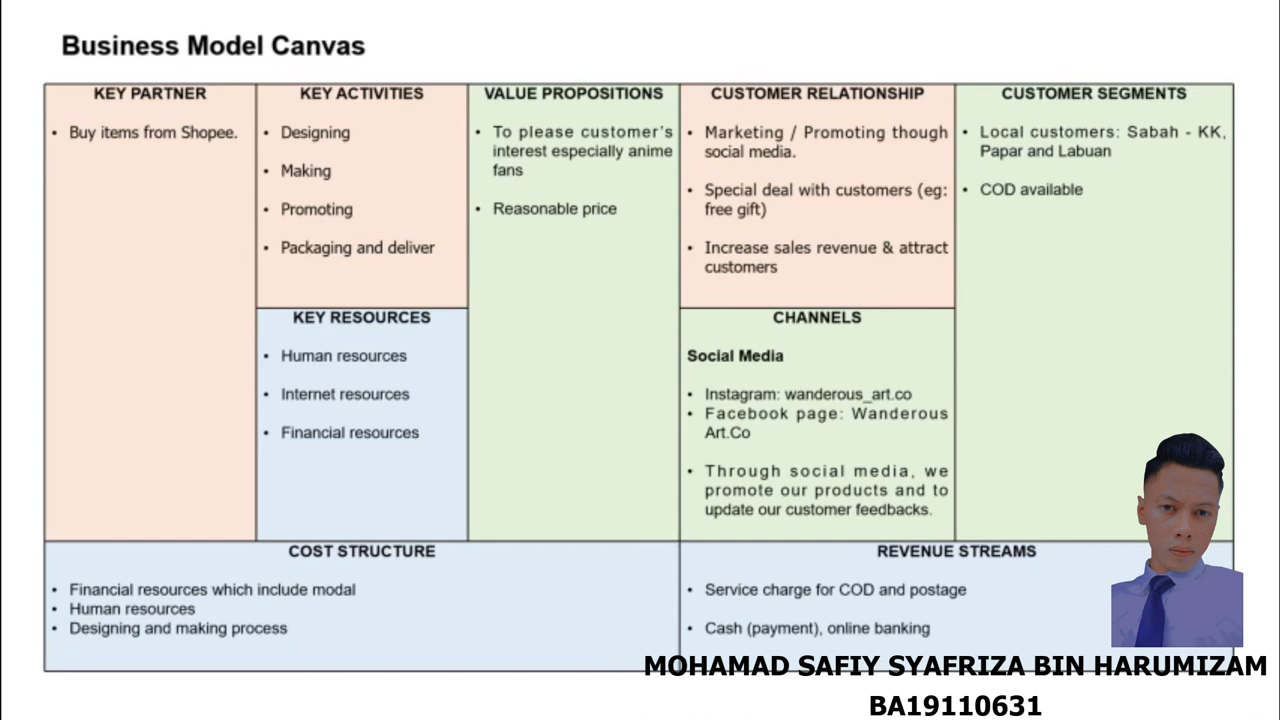 Business Model Canvas
KEY PARTNER
• Buy items from Shopee.
KEY ACTIVITIES
• Designing
• Making
• Promoting
• Packaging and deliver
KEY RESOURCES
• Human resources
• Internet resources
• Financial resources
VALUE PROPOSITIONS
• To please customer's
interest especially anime
fans
• Reasonable price
CUSTOMER RELATIONSHIP
• Marketing / Promoting though
social media.
• Special deal with customers (eg:
free gift)
• Increase sales revenue & attract
customers
CHANNELS
Social Media
• Instagram: wanderous_art.co
• Facebook page: Wanderous
Art.Co
• Through social media, we
promote our products and to
update our customer feedbacks.
CUSTOMER SEGMENTS
• Local customers: Sabah - KK,
Papar and Labuan
• COD available
COST STRUCTURE
• Financial resources which include modal
• Human resources
• Designing and making process
REVENUE STREAMS
• Service charge for COD and postage
• Cash (payment), online banking
MOHAMAD SAFIY SYAFRIZA BIN HARUMIZAM
BA19110631